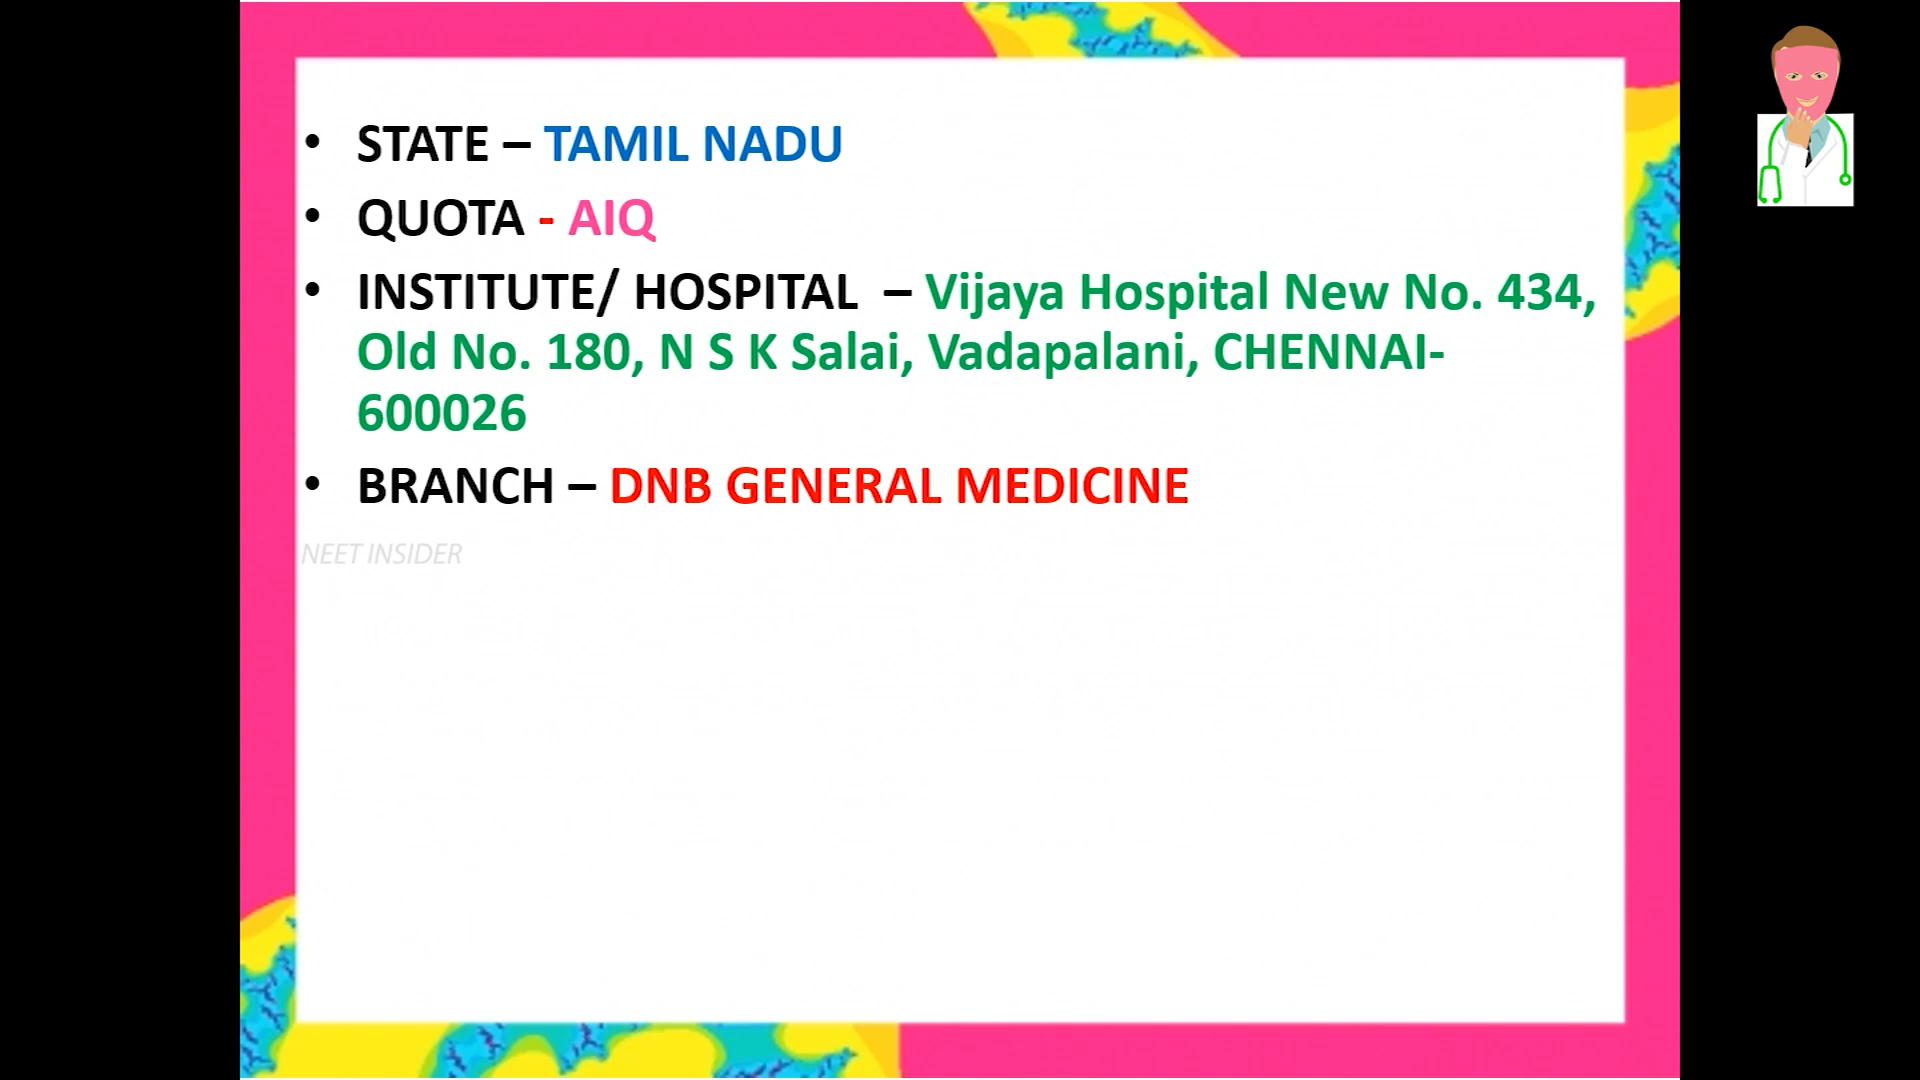 • STATE – TAMIL NADU
• QUOTA - AIQ
• INSTITUTE/ HOSPITAL – Vijaya Hospital New No. 434,
Old No. 180, N S K Salai, Vadapalani, CHENNAI-
600026
• BRANCH – DNB GENERAL MEDICINE
NEET INSIDER